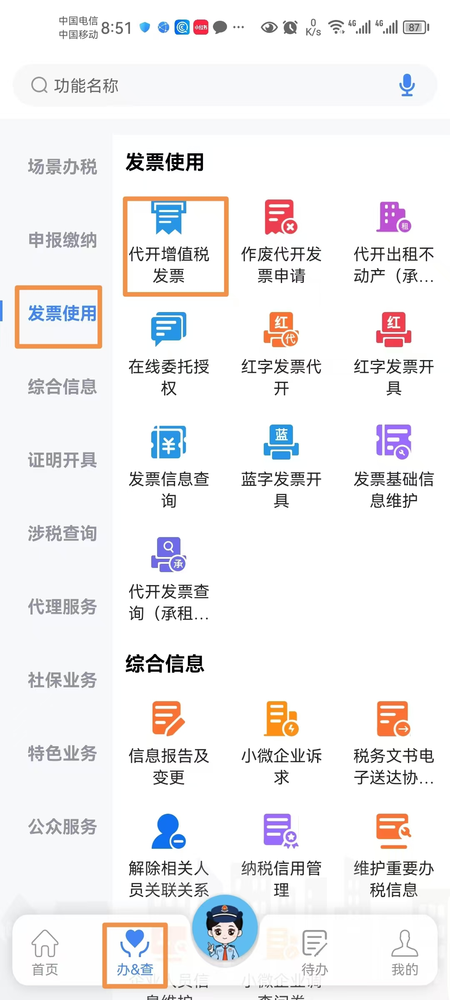 中国电信
中国移动
8:51
小红书
0
K/s
4G
4G
87
功能名称
场景办税
申报缴纳
发票使用
综合信息
证明开具
涉税查询
代理服务
社保业务
特色业务
公众服务
发票使用
代开增值税
发票
作废代开发
票申请
租
代开出租不
动产（承...
在线委托授
权
红
代
红字发票代
开
红
红字发票开
具
¥
发票信息查
询
蓝
蓝字发票开
具
发票基础信
息维护
承
代开发票查
询（承租...
综合信息
信息报告及
变更
小微企业诉
求
税务文书电
子送达协...
解除相关人
员关联关系
纳税信用管
理
维护重要办
税信息
企业人员信
息维护
小微企业调
查问卷
首页
办&查
待办
我的